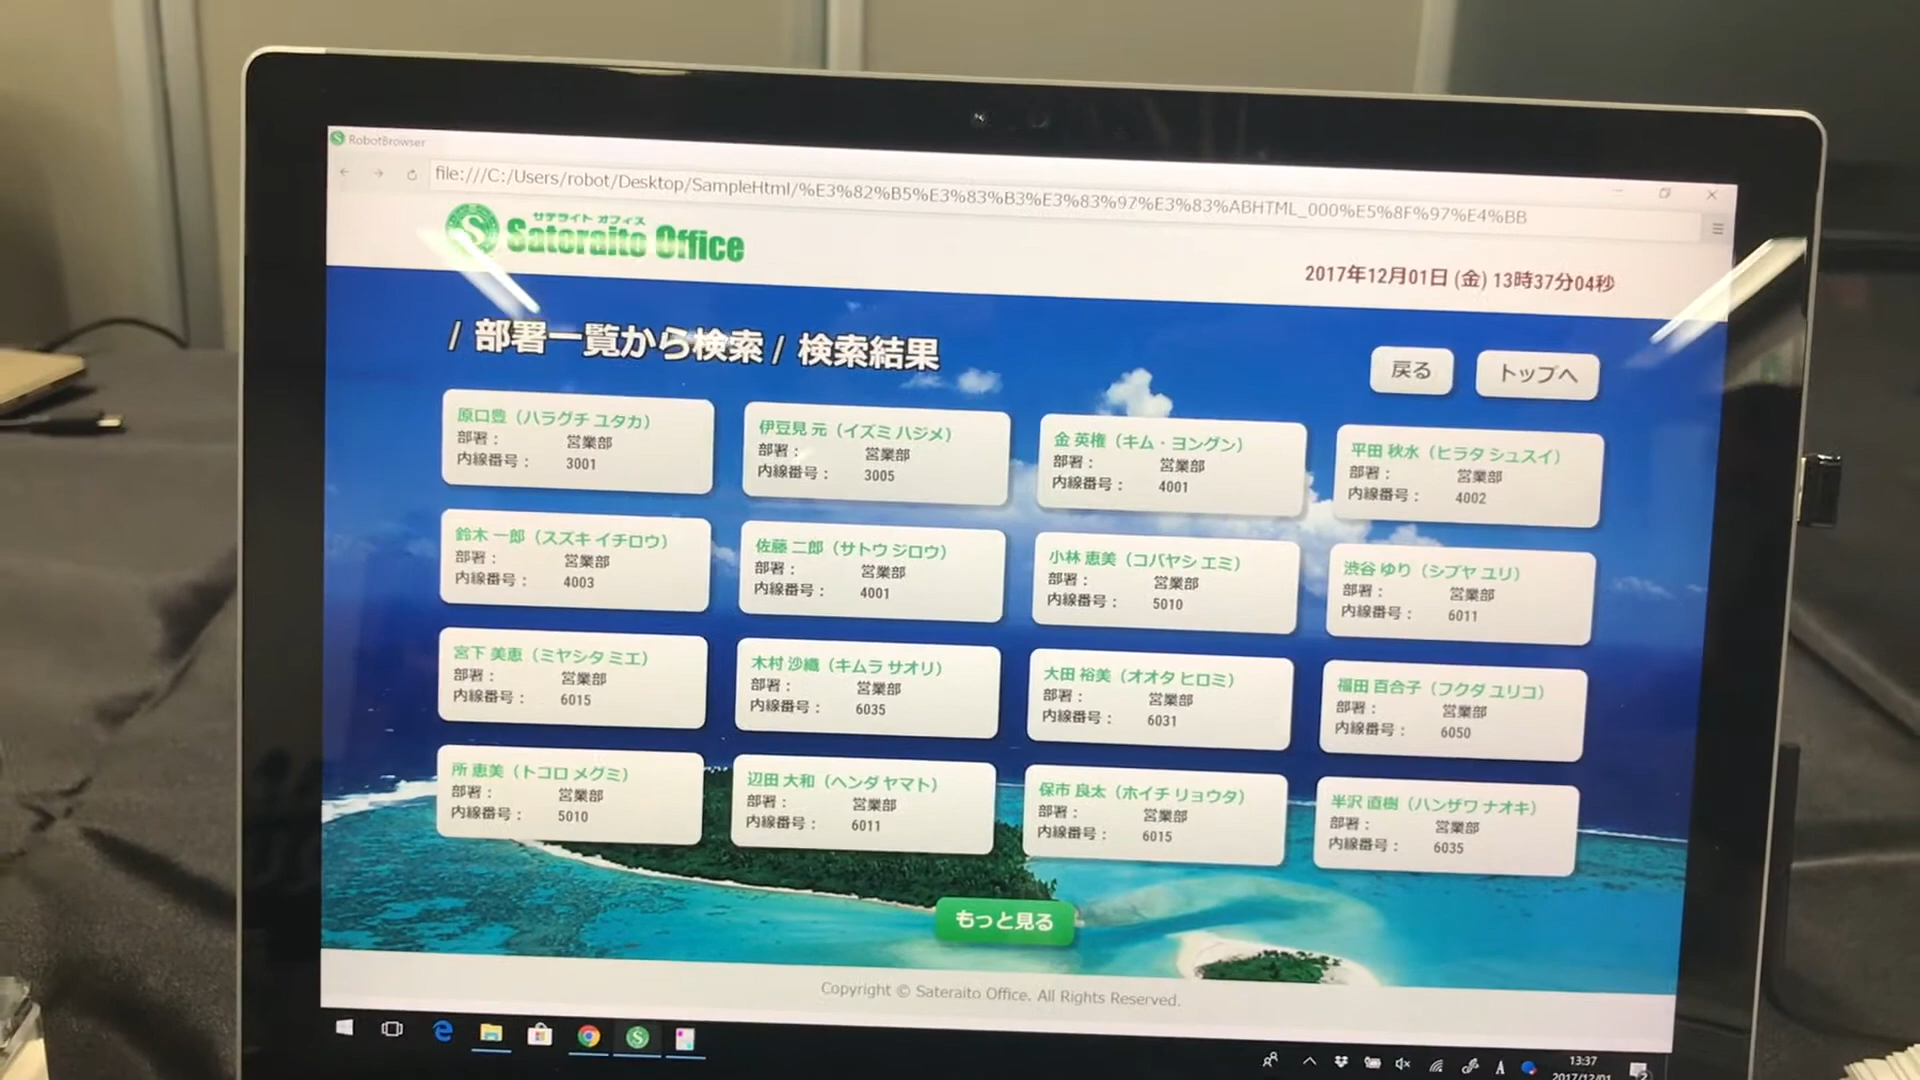 RobotBrowser
file:///C:/Users/robot/Desktop/SampleHtml/%E3%82%B5%E3%83%B3%E3%83%97%E3%83%ABHTML_000%E5%8F%97%E4%BB
サテライト オフィス
Sateraito Office
2017年12月01日 (金) 13時37分04秒
/ 部署一覧から検索 / 検索結果
戻る
トップへ
原口豊（ハラグチ ユタカ）
部署： 営業部
内線番号： 3001
伊豆見 元（イズミ ハジメ）
部署： 営業部
内線番号： 3005
金 英権（キム・ヨングン）
部署： 営業部
内線番号： 4001
平田 秋水（ヒラタ シュスイ）
部署： 営業部
内線番号： 4002
鈴木 一郎（スズキ イチロウ）
部署： 営業部
内線番号： 4003
佐藤 二郎（サトウ ジロウ）
部署： 営業部
内線番号： 4001
小林 恵美（コバヤシ エミ）
部署： 営業部
内線番号： 5010
渋谷 ゆり（シブヤ ユリ）
部署： 営業部
内線番号： 6011
宮下 美恵（ミヤシタ ミエ）
部署： 営業部
内線番号： 6015
木村 沙織（キムラ サオリ）
部署： 営業部
内線番号： 6035
大田 裕美（オオタ ヒロミ）
部署： 営業部
内線番号： 6031
福田 百合子（フクダ ユリコ）
部署： 営業部
内線番号： 6050
所 恵美（トコロ メグミ）
部署： 営業部
内線番号： 5010
辺田 大和（ヘンダ ヤマト）
部署： 営業部
内線番号： 6011
保市 良太（ホイチ リョウタ）
部署： 営業部
内線番号： 6015
半沢 直樹（ハンザワ ナオキ）
部署： 営業部
内線番号： 6035
もっと見る
Copyright © Sateraito Office. All Rights Reserved.
A
13:37
2017/12/01